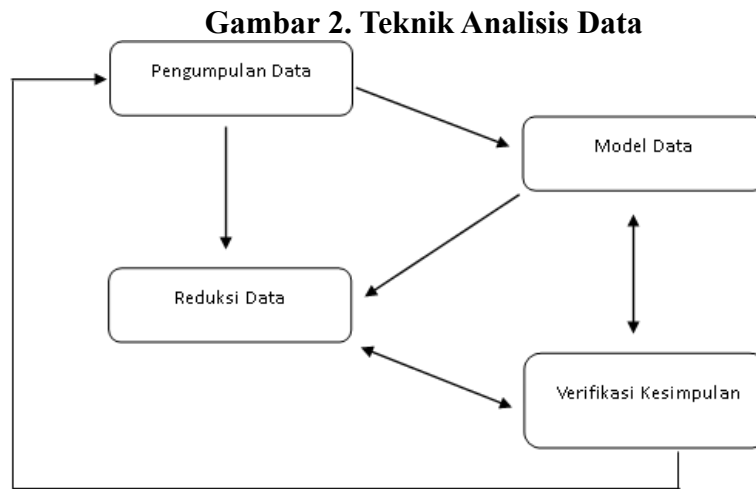 Gambar 2. Teknik Analisis Data
Pengumpulan Data
Model Data
Reduksi Data
Verifikasi Kesimpulan